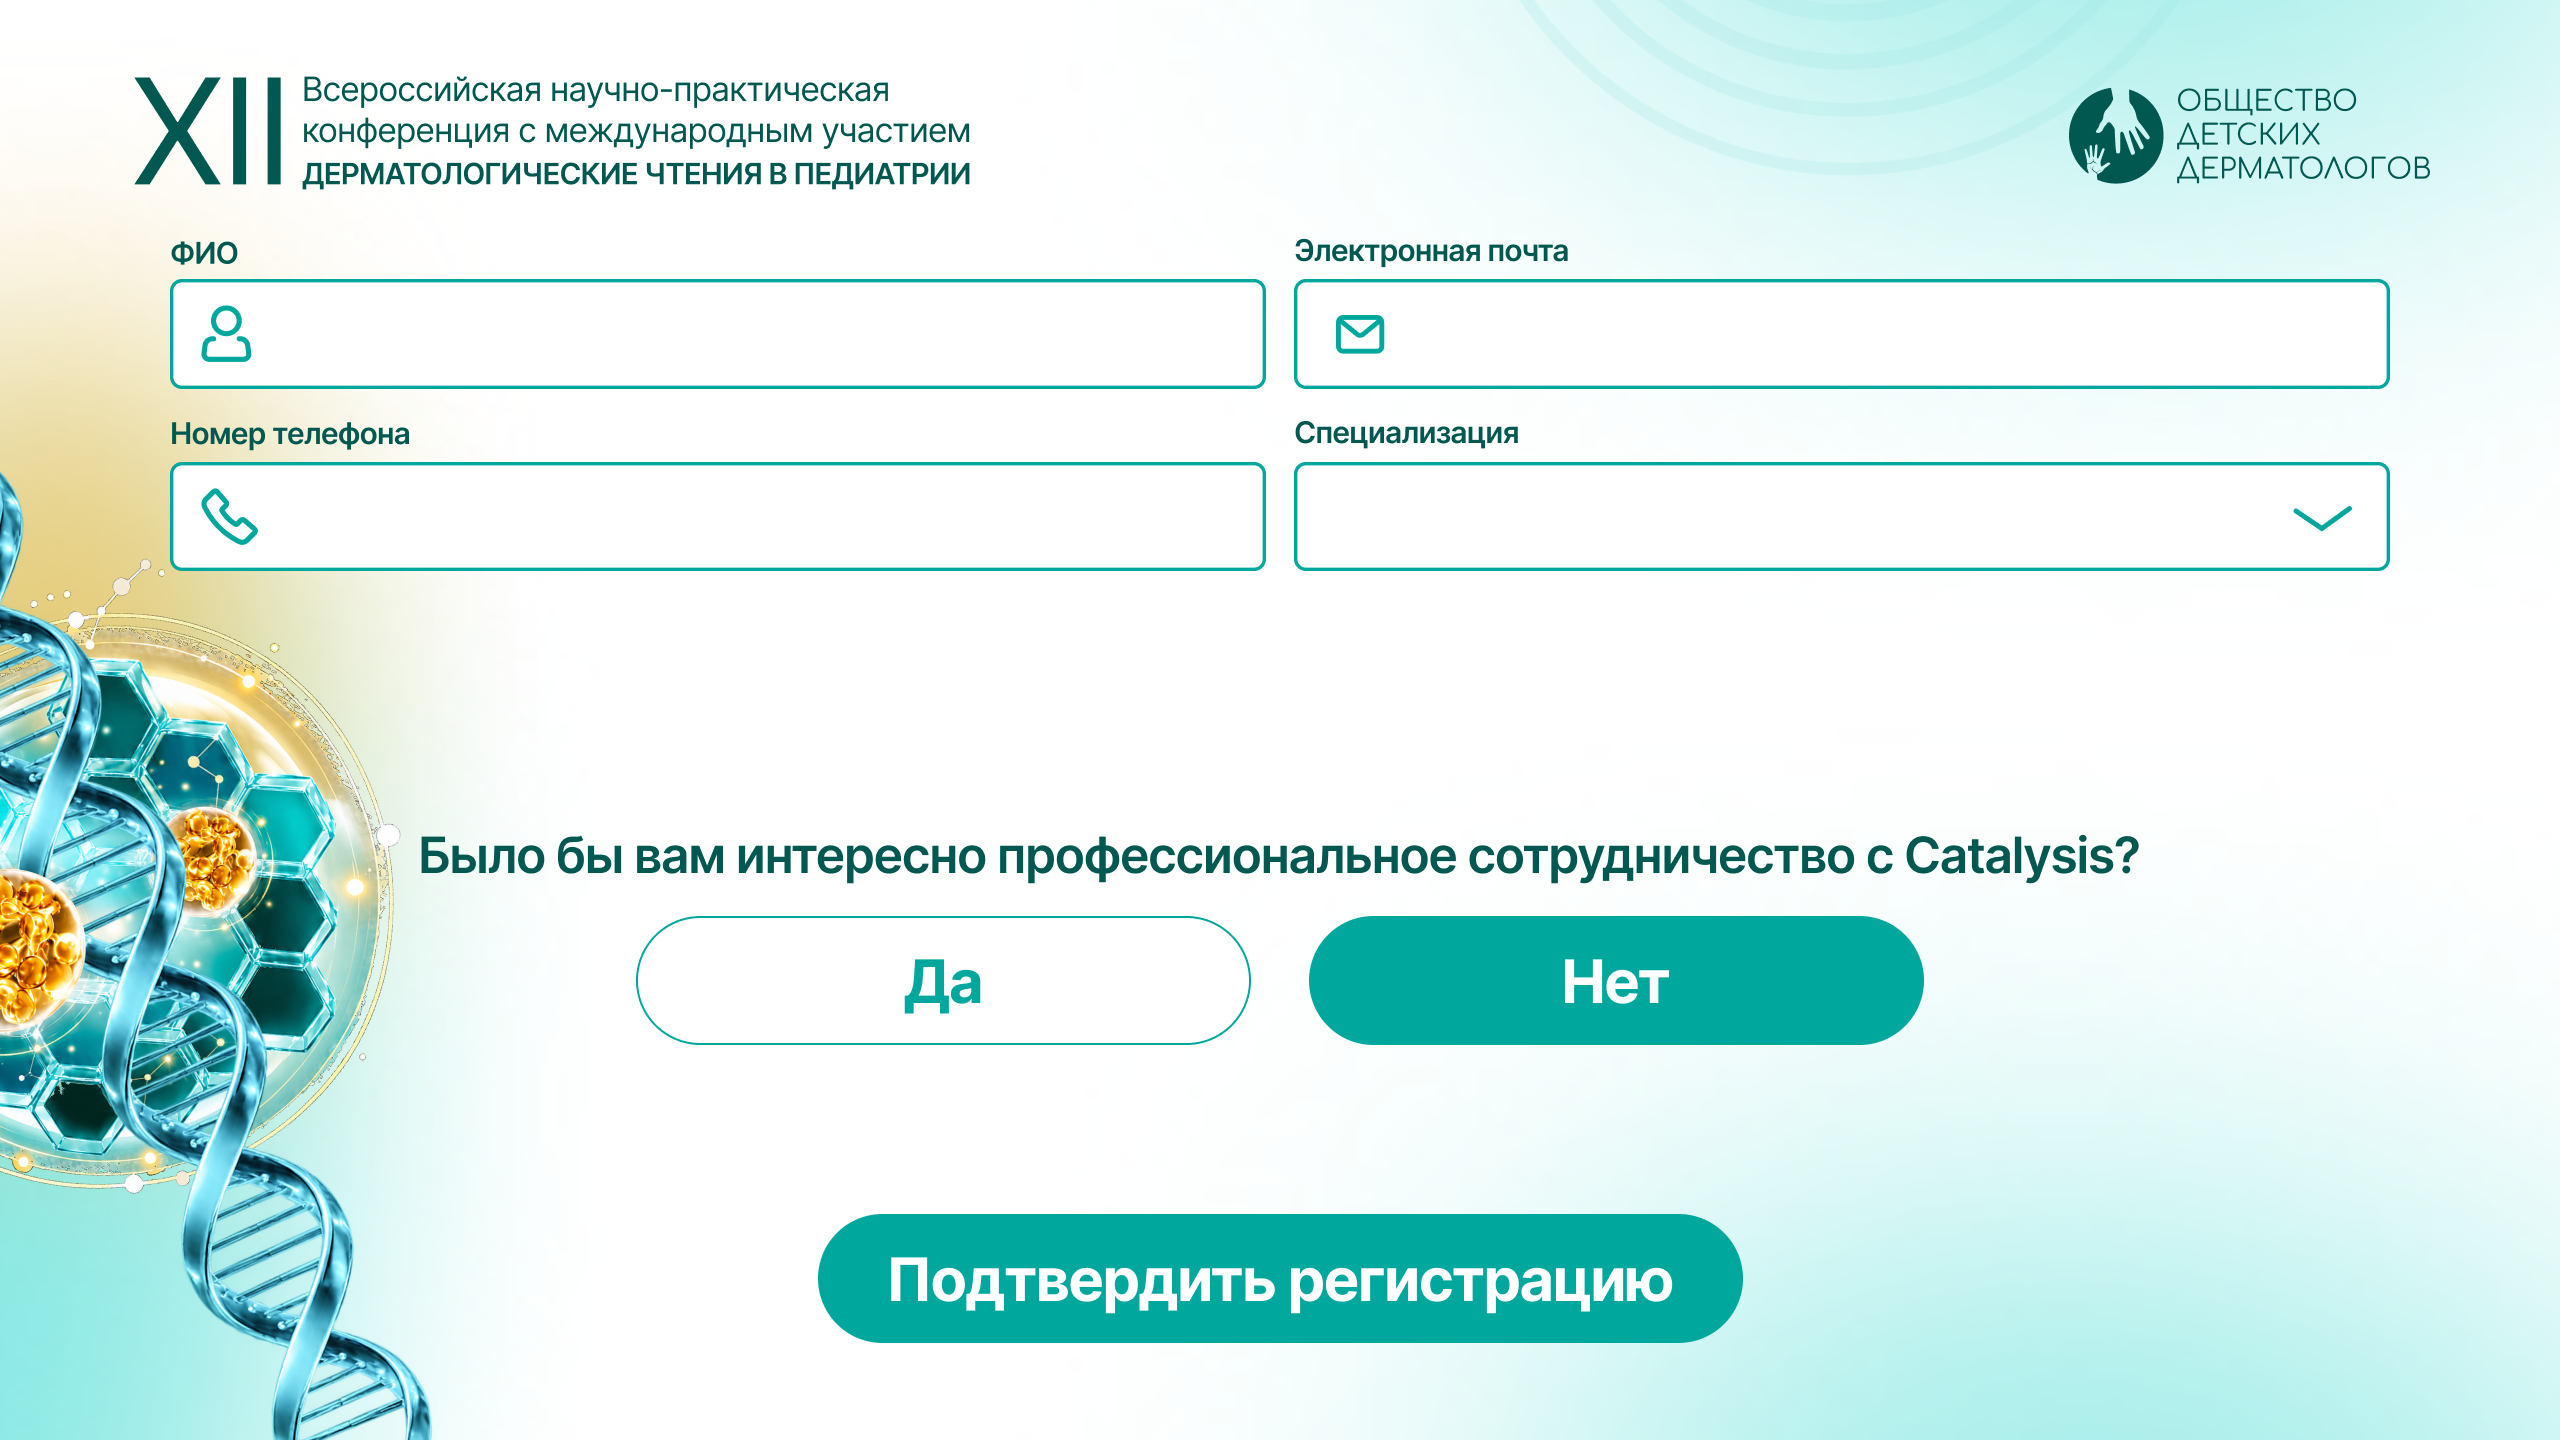 XII
Всероссийская научно-практическая
конференция с международным участием
ДЕРМАТОЛОГИЧЕСКИЕ ЧТЕНИЯ В ПЕДИАТРИИ
ОБЩЕСТВО
ДЕТСКИХ
ДЕРМАТОЛОГОВ
ФИО
Электронная почта
Номер телефона
Специализация
Было бы вам интересно профессиональное сотрудничество с Catalysis?
Да
Нет
Подтвердить регистрацию